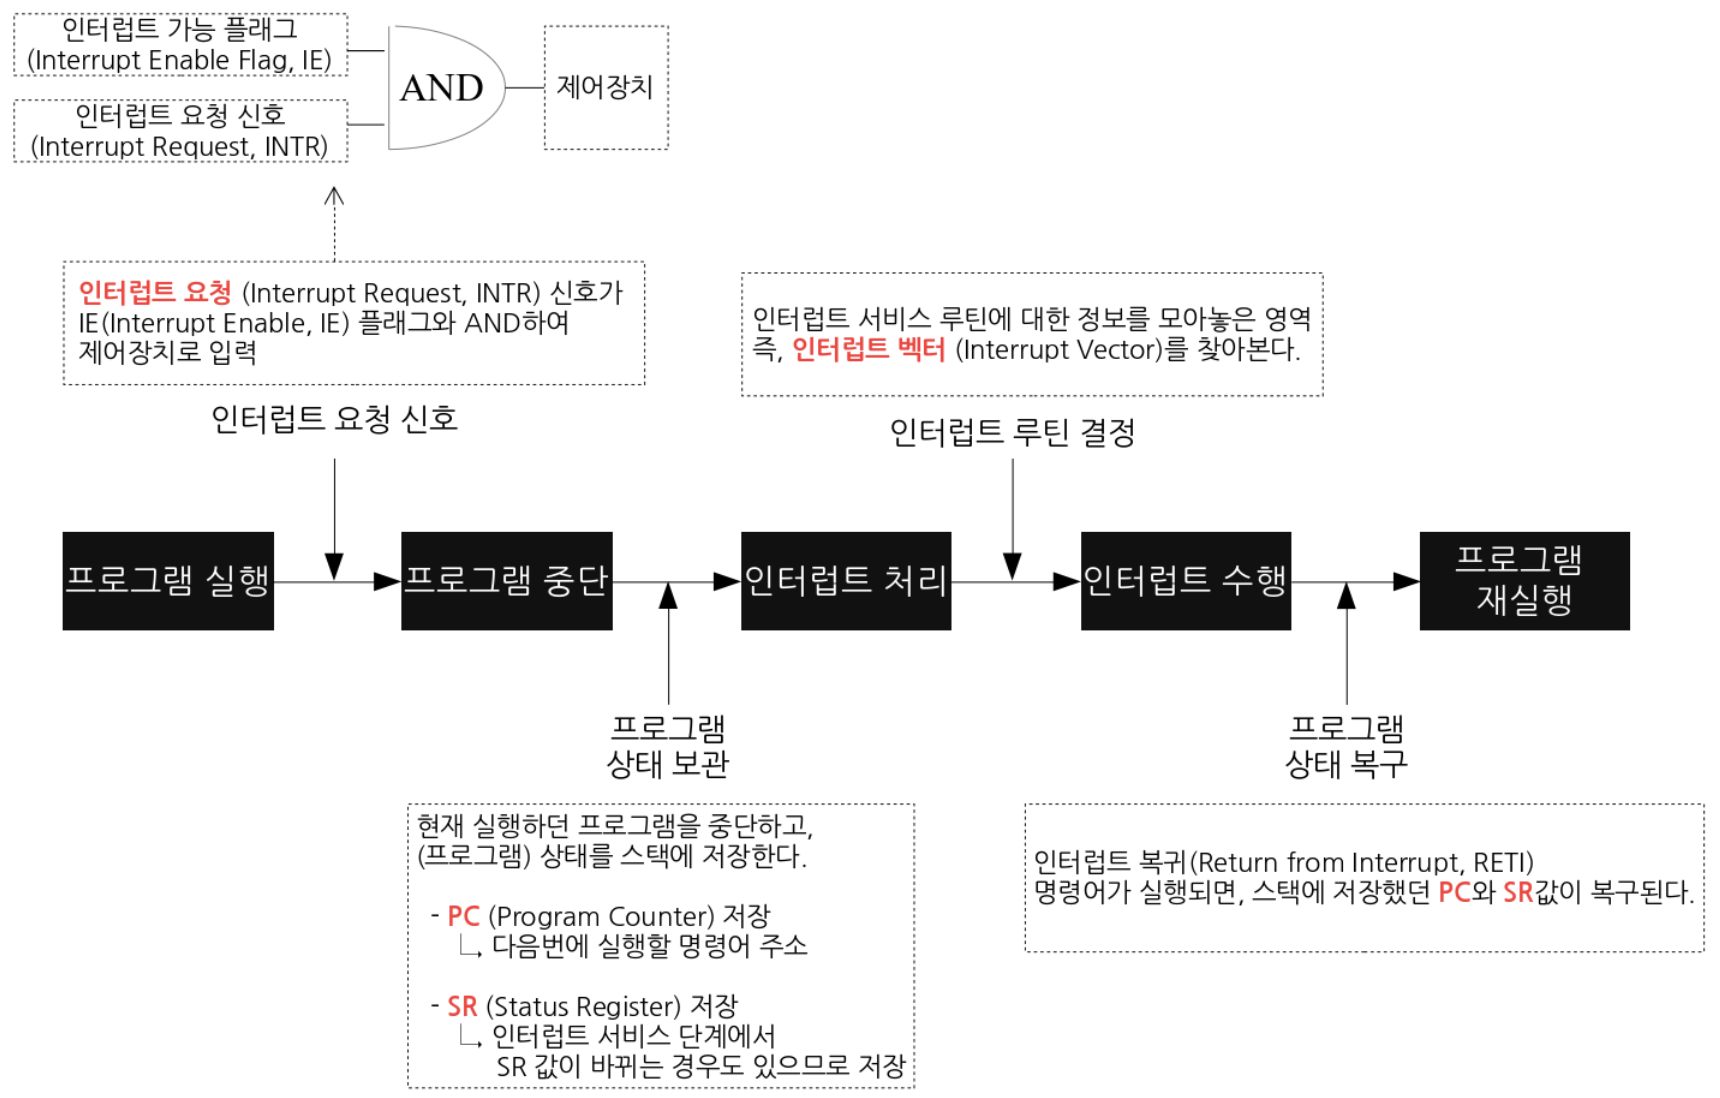 인터럽트 가능 플래그
(Interrupt Enable Flag, IE)
인터럽트 요청 신호
(Interrupt Request, INTR)
AND
제어장치
인터럽트 요청 (Interrupt Request, INTR) 신호가
IE(Interrupt Enable, IE) 플래그와 AND하여
제어장치로 입력
인터럽트 요청 신호
인터럽트 서비스 루틴에 대한 정보를 모아놓은 영역
즉, 인터럽트 벡터 (Interrupt Vector)를 찾아본다.
인터럽트 루틴 결정
프로그램 실행
프로그램 중단
인터럽트 처리
인터럽트 수행
프로그램
재실행
프로그램
상태 보관
현재 실행하던 프로그램을 중단하고,
(프로그램) 상태를 스택에 저장한다.
- PC (Program Counter) 저장
다음번에 실행할 명령어 주소
- SR (Status Register) 저장
인터럽트 서비스 단계에서
SR 값이 바뀌는 경우도 있으므로 저장
프로그램
상태 복구
인터럽트 복귀(Return from Interrupt, RETI)
명령어가 실행되면, 스택에 저장했던 PC와 SR값이 복구된다.